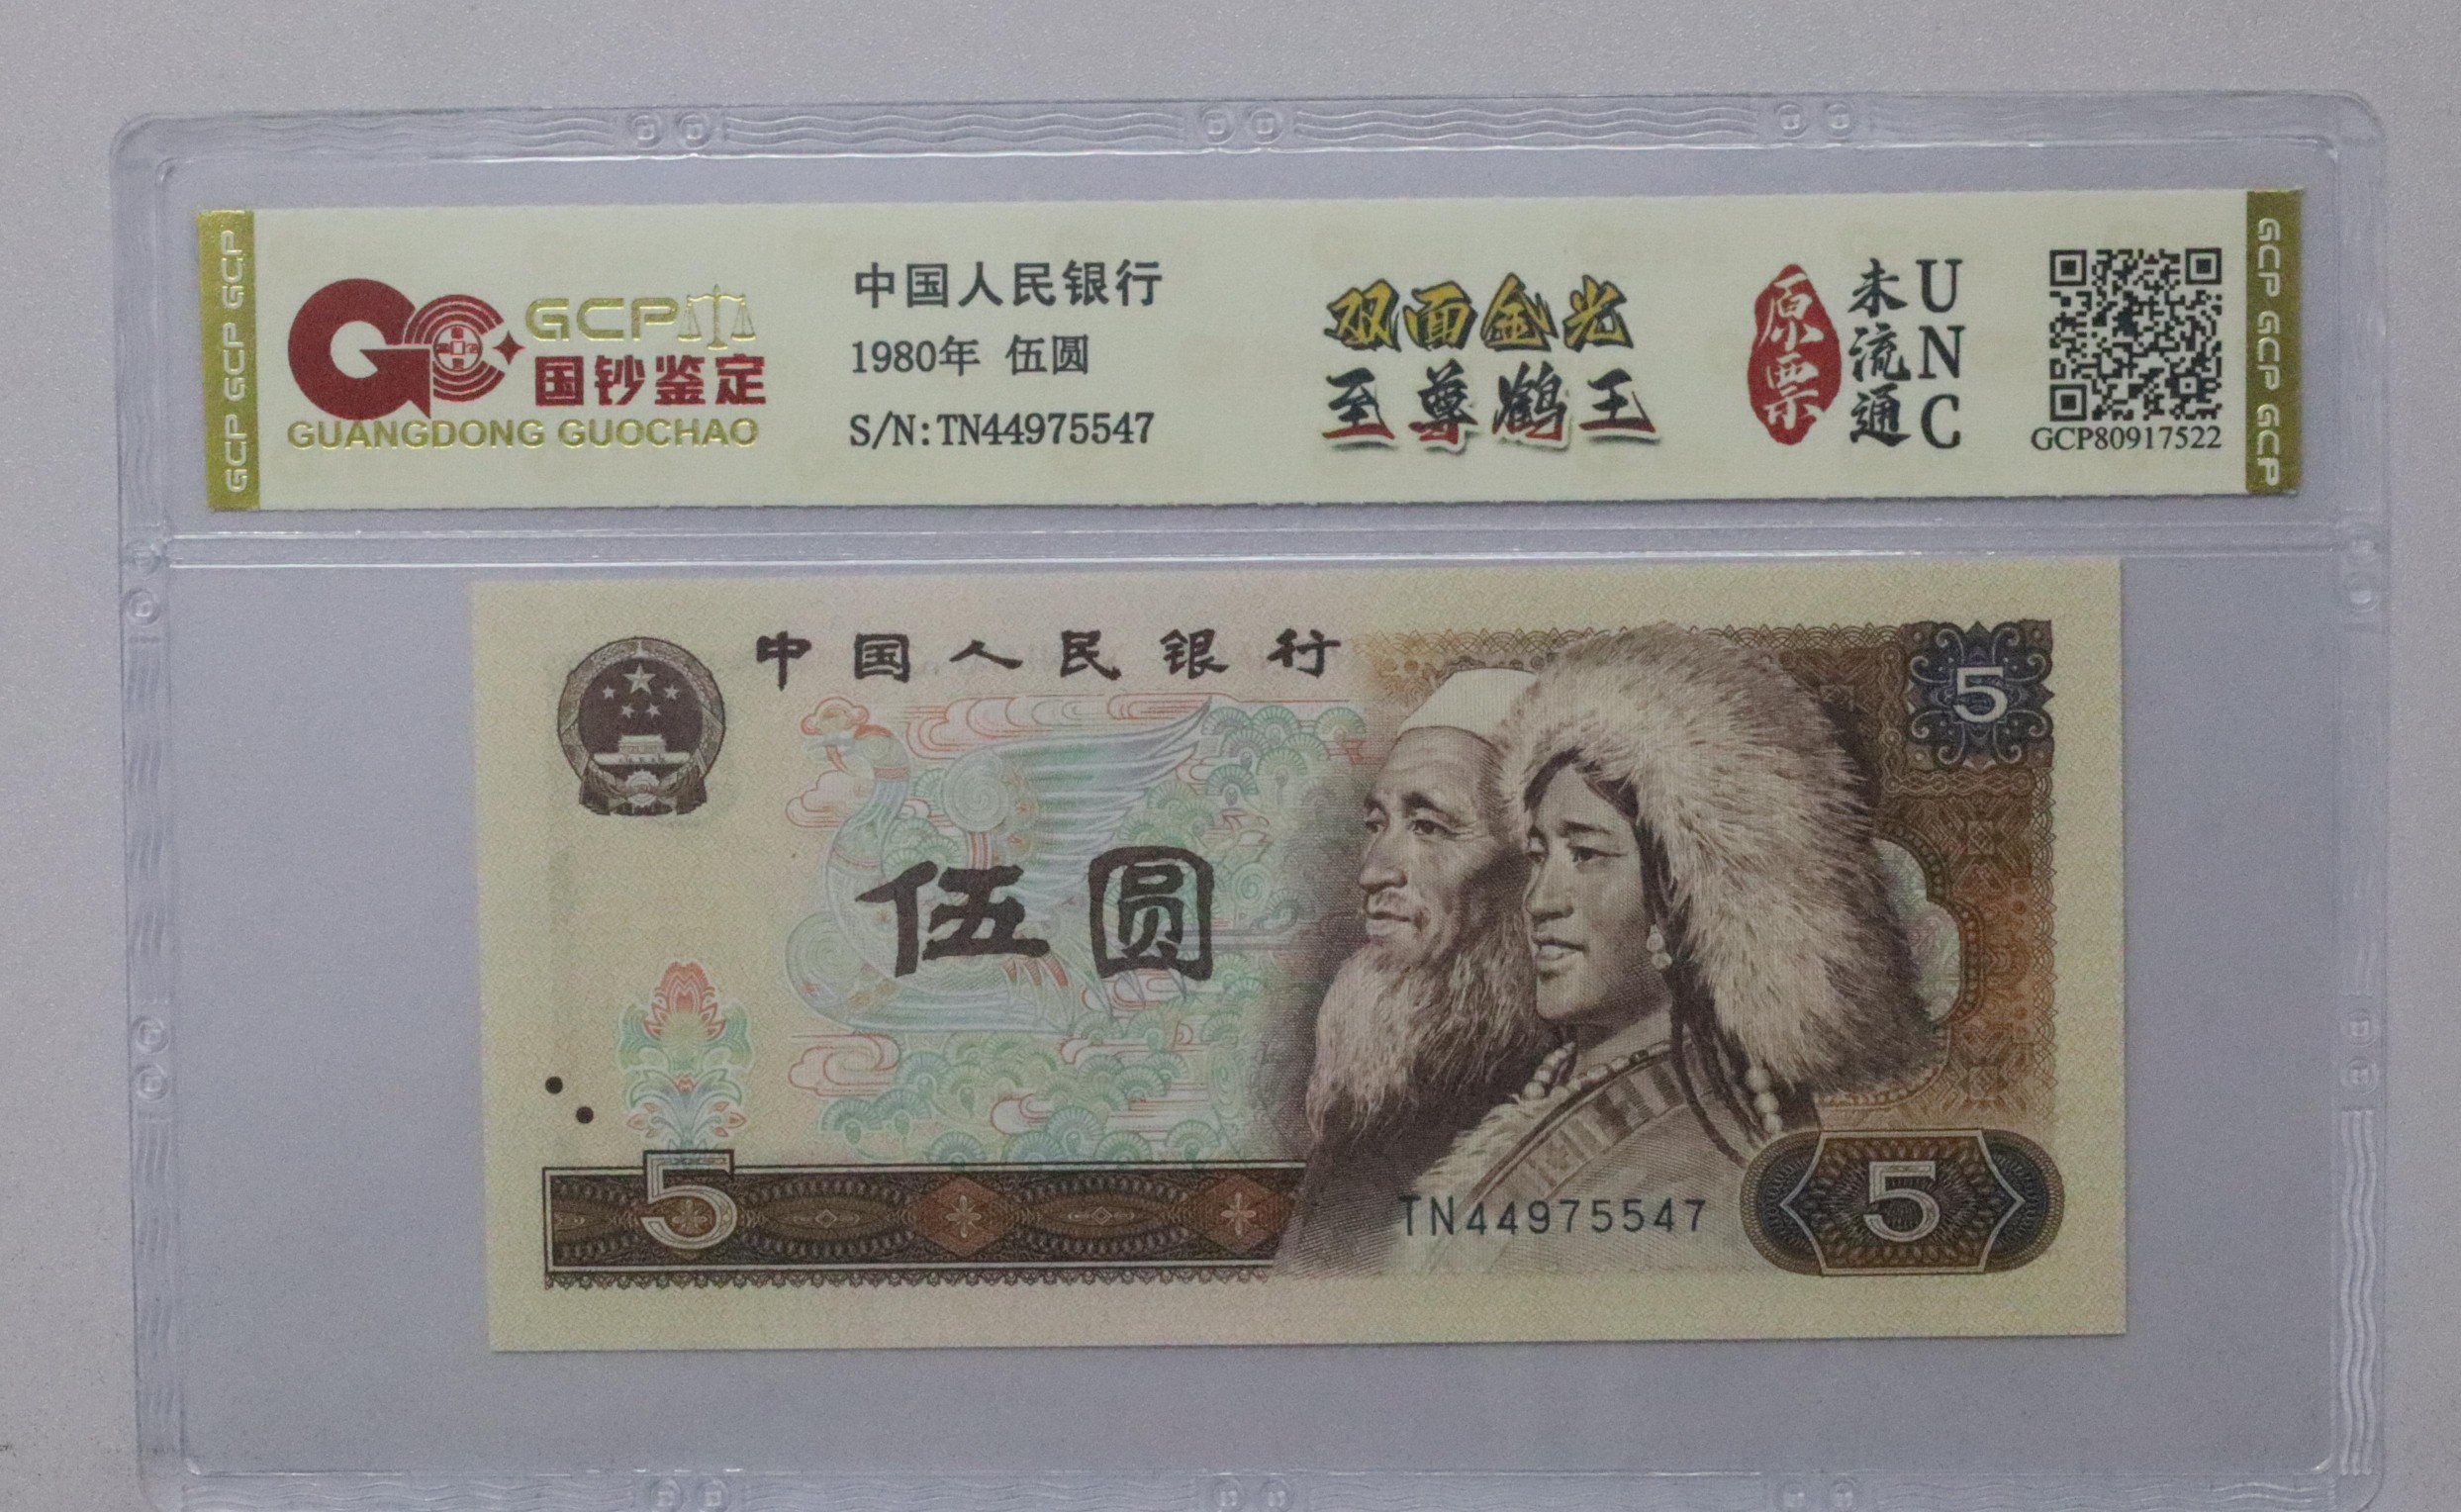 GCP GCP GCP
GCP
国钞鉴定
GUANGDONG GUOCHAO
中国人民银行
1980年 伍圆
S/N:TN44975547
双面金光
至尊鹤王
原票
未流通
UNC
GCP80917522
GCP GCP GCP
中国人民银行
5
伍圆
5
TN44975547
5